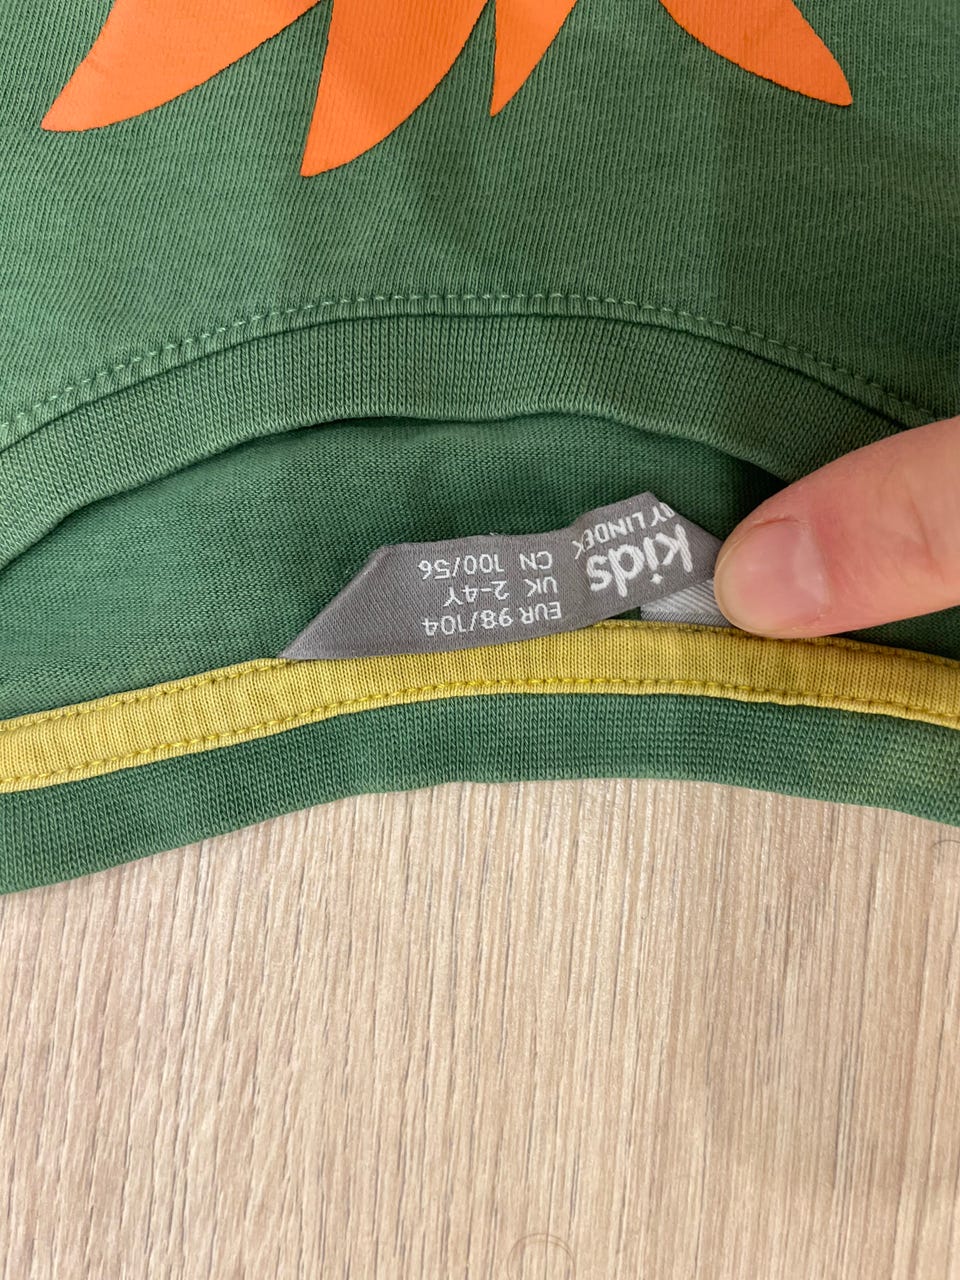 kids
BY LINDEX
EUR 98/104
UK 2-4Y
CN 100/56